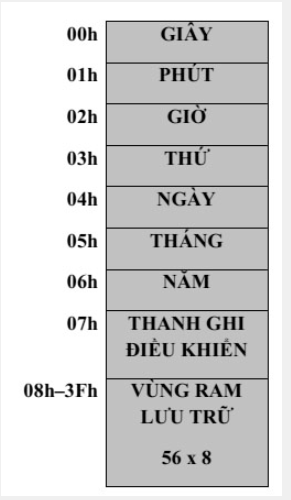 00h GIÂY
01h PHÚT
02h GIỜ
03h THỨ
04h NGÀY
05h THÁNG
06h NĂM
07h THANH GHI
ĐIỀU KHIỂN
08h–3Fh VÙNG RAM
LƯU TRỮ
56 x 8